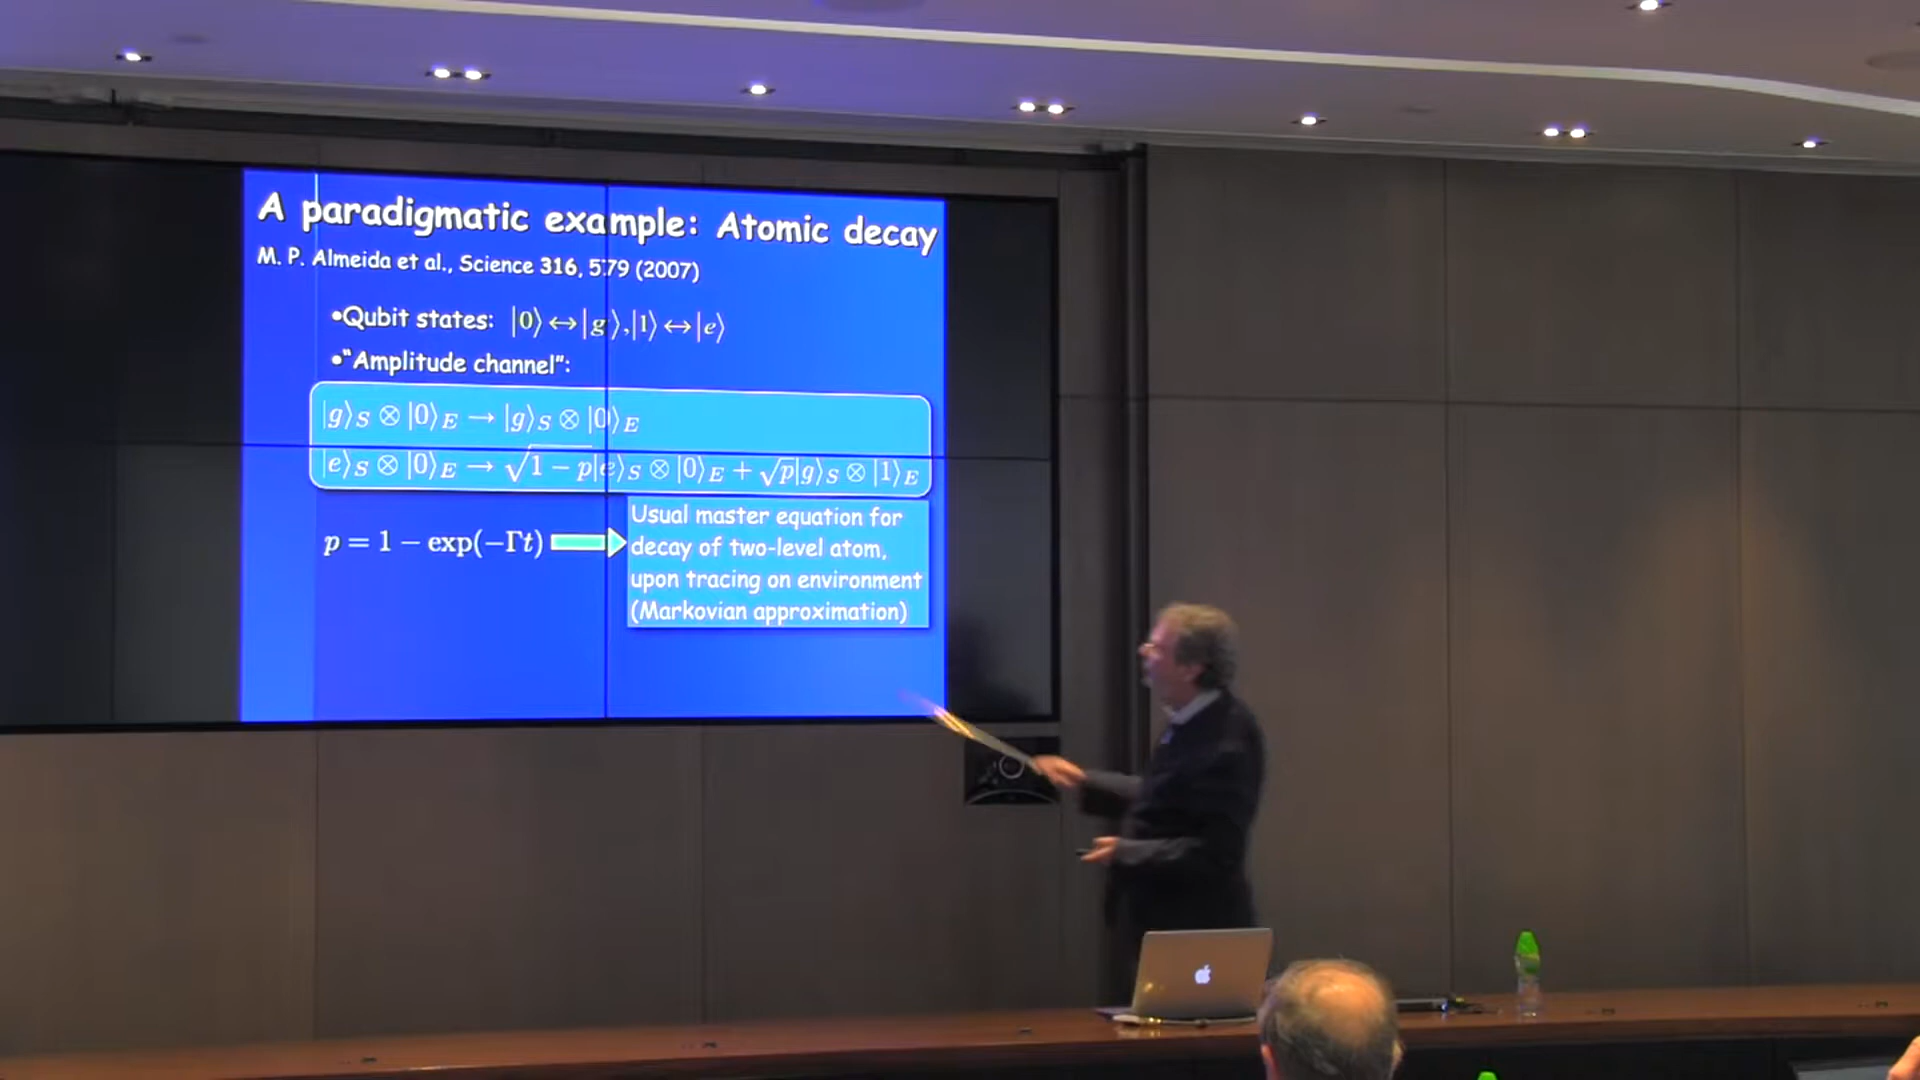 A paradigmatic example: Atomic decay
M. P. Almeida et al., Science 316, 579 (2007)
•Qubit states: |0⟩↔|g⟩,|1⟩↔|e⟩
•"Amplitude channel":
|g⟩S ⊗ |0⟩E → |g⟩S ⊗ |0⟩E
|e⟩S ⊗ |0⟩E → √1 − p|e⟩S ⊗ |0⟩E + √p|g⟩S ⊗ |1⟩E
p = 1 − exp(−Γt)
Usual master equation for
decay of two-level atom,
upon tracing on environment
(Markovian approximation)